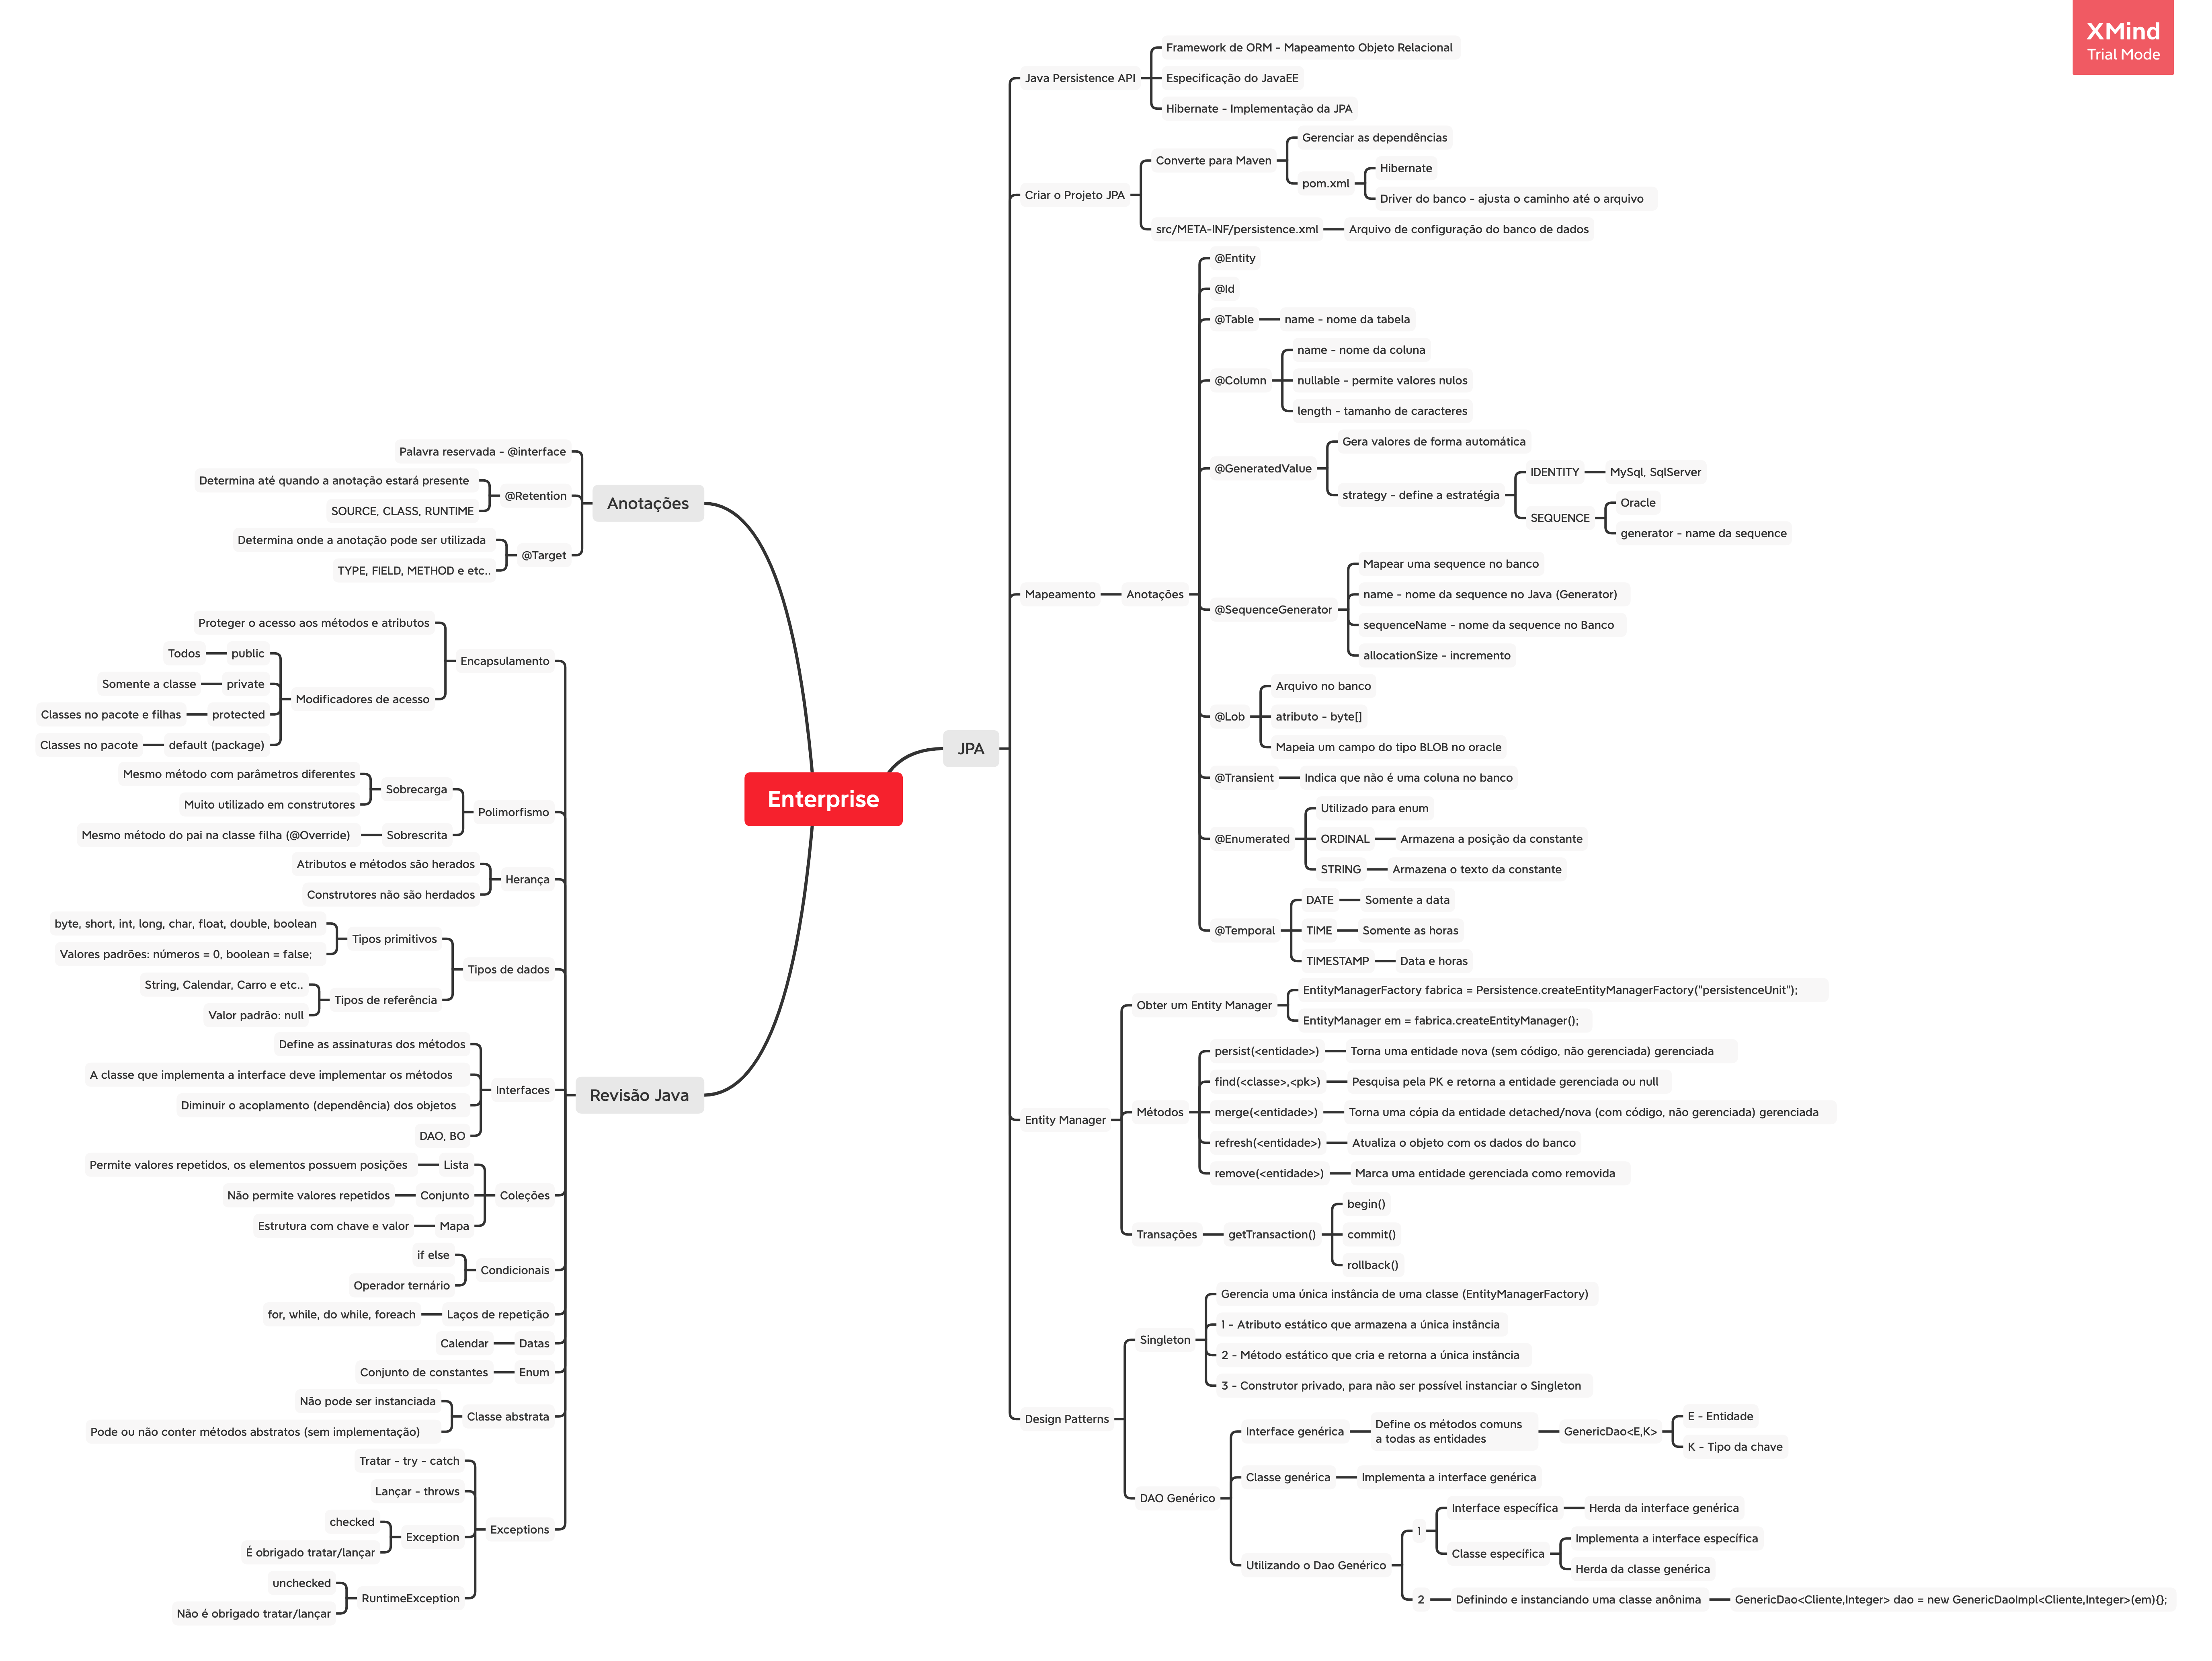 XMind
Trial Mode
Enterprise
JPA
Java Persistence API
Framework de ORM - Mapeamento Objeto Relacional
Especificação do JavaEE
Hibernate - Implementação da JPA
Criar o Projeto JPA
Converte para Maven
Gerenciar as dependências
pom.xml
Hibernate
Driver do banco - ajusta o caminho até o arquivo
src/META-INF/persistence.xml
Arquivo de configuração do banco de dados
Mapeamento
Anotações
@Entity
@Id
@Table
name - nome da tabela
@Column
name - nome da coluna
nullable - permite valores nulos
length - tamanho de caracteres
@GeneratedValue
Gera valores de forma automática
strategy - define a estratégia
IDENTITY
MySql, SqlServer
SEQUENCE
Oracle
generator - name da sequence
@SequenceGenerator
Mapear uma sequence no banco
name - nome da sequence no Java (Generator)
sequenceName - nome da sequence no Banco
allocationSize - incremento
@Lob
Arquivo no banco
atributo - byte[]
Mapeia um campo do tipo BLOB no oracle
@Transient
Indica que não é uma coluna no banco
@Enumerated
Utilizado para enum
ORDINAL
Armazena a posição da constante
STRING
Armazena o texto da constante
@Temporal
DATE
Somente a data
TIME
Somente as horas
TIMESTAMP
Data e horas
Entity Manager
Obter um Entity Manager
EntityManagerFactory fabrica = Persistence.createEntityManagerFactory("persistenceUnit");
EntityManager em = fabrica.createEntityManager();
Métodos
persist(<entidade>)
Torna uma entidade nova (sem código, não gerenciada) gerenciada
find(<classe>,<pk>)
Pesquisa pela PK e retorna a entidade gerenciada ou null
merge(<entidade>)
Torna uma cópia da entidade detached/nova (com código, não gerenciada) gerenciada
refresh(<entidade>)
Atualiza o objeto com os dados do banco
remove(<entidade>)
Marca uma entidade gerenciada como removida
Transações
getTransaction()
begin()
commit()
rollback()
Design Patterns
Singleton
Gerencia uma única instância de uma classe (EntityManagerFactory)
1 - Atributo estático que armazena a única instância
2 - Método estático que cria e retorna a única instância
3 - Construtor privado, para não ser possível instanciar o Singleton
DAO Genérico
Interface genérica
Define os métodos comuns
a todas as entidades
GenericDao<E,K>
E - Entidade
K - Tipo da chave
Classe genérica
Implementa a interface genérica
Utilizando o Dao Genérico
1
Interface específica
Herda da interface genérica
Classe específica
Implementa a interface específica
Herda da classe genérica
2
Definindo e instanciando uma classe anônima
GenericDao<Cliente,Integer> dao = new GenericDaoImpl<Cliente,Integer>(em){};
Anotações
Palavra reservada - @interface
@Retention
Determina até quando a anotação estará presente
SOURCE, CLASS, RUNTIME
@Target
Determina onde a anotação pode ser utilizada
TYPE, FIELD, METHOD e etc..
Revisão Java
Encapsulamento
Proteger o acesso aos métodos e atributos
Modificadores de acesso
public
Todos
private
Somente a classe
protected
Classes no pacote e filhas
default (package)
Classes no pacote
Polimorfismo
Sobrecarga
Mesmo método com parâmetros diferentes
Muito utilizado em construtores
Sobrescrita
Mesmo método do pai na classe filha (@Override)
Herança
Atributos e métodos são herados
Construtores não são herdados
Tipos de dados
Tipos primitivos
byte, short, int, long, char, float, double, boolean
Valores padrões: números = 0, boolean = false;
Tipos de referência
String, Calendar, Carro e etc..
Valor padrão: null
Interfaces
Define as assinaturas dos métodos
A classe que implementa a interface deve implementar os métodos
Diminuir o acoplamento (dependência) dos objetos
DAO, BO
Coleções
Lista
Permite valores repetidos, os elementos possuem posições
Conjunto
Não permite valores repetidos
Mapa
Estrutura com chave e valor
Condicionais
if else
Operador ternário
Laços de repetição
for, while, do while, foreach
Datas
Calendar
Enum
Conjunto de constantes
Classe abstrata
Não pode ser instanciada
Pode ou não conter métodos abstratos (sem implementação)
Exceptions
Tratar - try - catch
Lançar - throws
Exception
checked
É obrigado tratar/lançar
RuntimeException
unchecked
Não é obrigado tratar/lançar